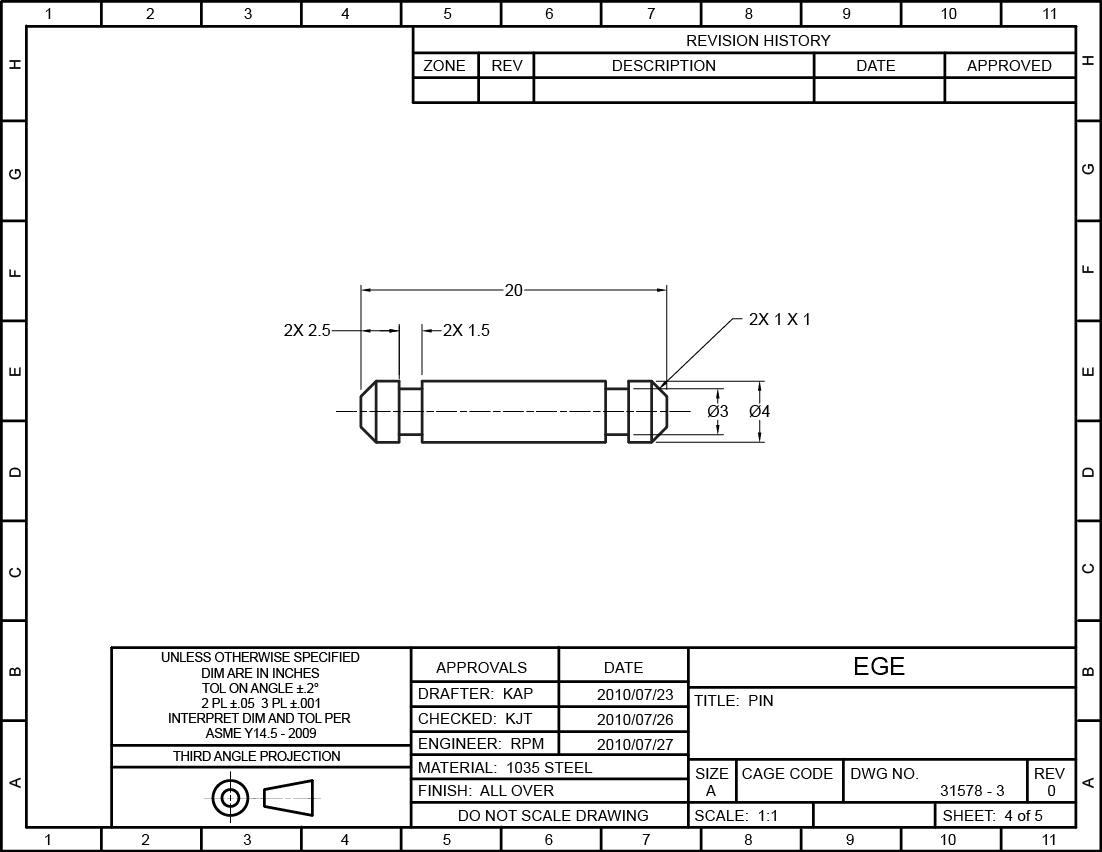 1 2 3 4 5 6 7 8 9 10 11
REVISION HISTORY
ZONE REV DESCRIPTION DATE APPROVED
H H
G G
F F
E E
D D
C C
B B
A A
20
2X 2.5 2X 1.5 2X 1 X 1
Ø3 Ø4
UNLESS OTHERWISE SPECIFIED
DIM ARE IN INCHES
TOL ON ANGLE ±.2°
2 PL ±.05 3 PL ±.001
INTERPRET DIM AND TOL PER
ASME Y14.5 - 2009
THIRD ANGLE PROJECTION
APPROVALS DATE
DRAFTER: KAP 2010/07/23
CHECKED: KJT 2010/07/26
ENGINEER: RPM 2010/07/27
MATERIAL: 1035 STEEL
FINISH: ALL OVER
DO NOT SCALE DRAWING
EGE
TITLE: PIN
SIZE CAGE CODE DWG NO. REV
A 31578 - 3 0
SCALE: 1:1 SHEET: 4 of 5
1 2 3 4 5 6 7 8 9 10 11